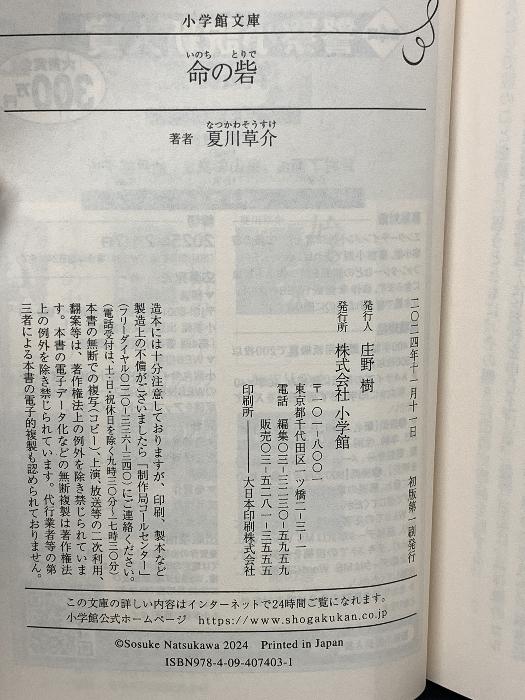 小学館文庫
いのち とりで
命の砦
なつかわそうすけ
著者 夏川草介
二〇二四年十一月十一日 初版第一刷発行
発行人 庄野 樹
発行所 株式会社 小学館
〒一〇一-八〇〇一
東京都千代田区一ツ橋二-三-一
電話 編集〇三-三二三〇-五九五九
販売〇三-五二八一-三五五五
印刷所――――大日本印刷株式会社
造本には十分注意しておりますが、印刷、製本など
製造上の不備がございましたら「制作局コールセンター」
(フリーダイヤル〇一二〇-三三六-三四〇)にご連絡ください。
(電話受付は、土・日・祝休日を除く九時三〇分~一七時三〇分)
本書の無断での複写(コピー)、上演、放送等の二次利用、
翻案等は、著作権法上の例外を除き禁じられていま
す。本書の電子データ化などの無断複製は著作権法
上の例外を除き禁じられています。代行業者等の第
三者による本書の電子的複製も認められておりません。
この文庫の詳しい内容はインターネットで24時間ご覧になれます。
小学館公式ホームページ https://www.shogakukan.co.jp
©Sosuke Natsukawa 2024 Printed in Japan
ISBN978-4-09-407403-1